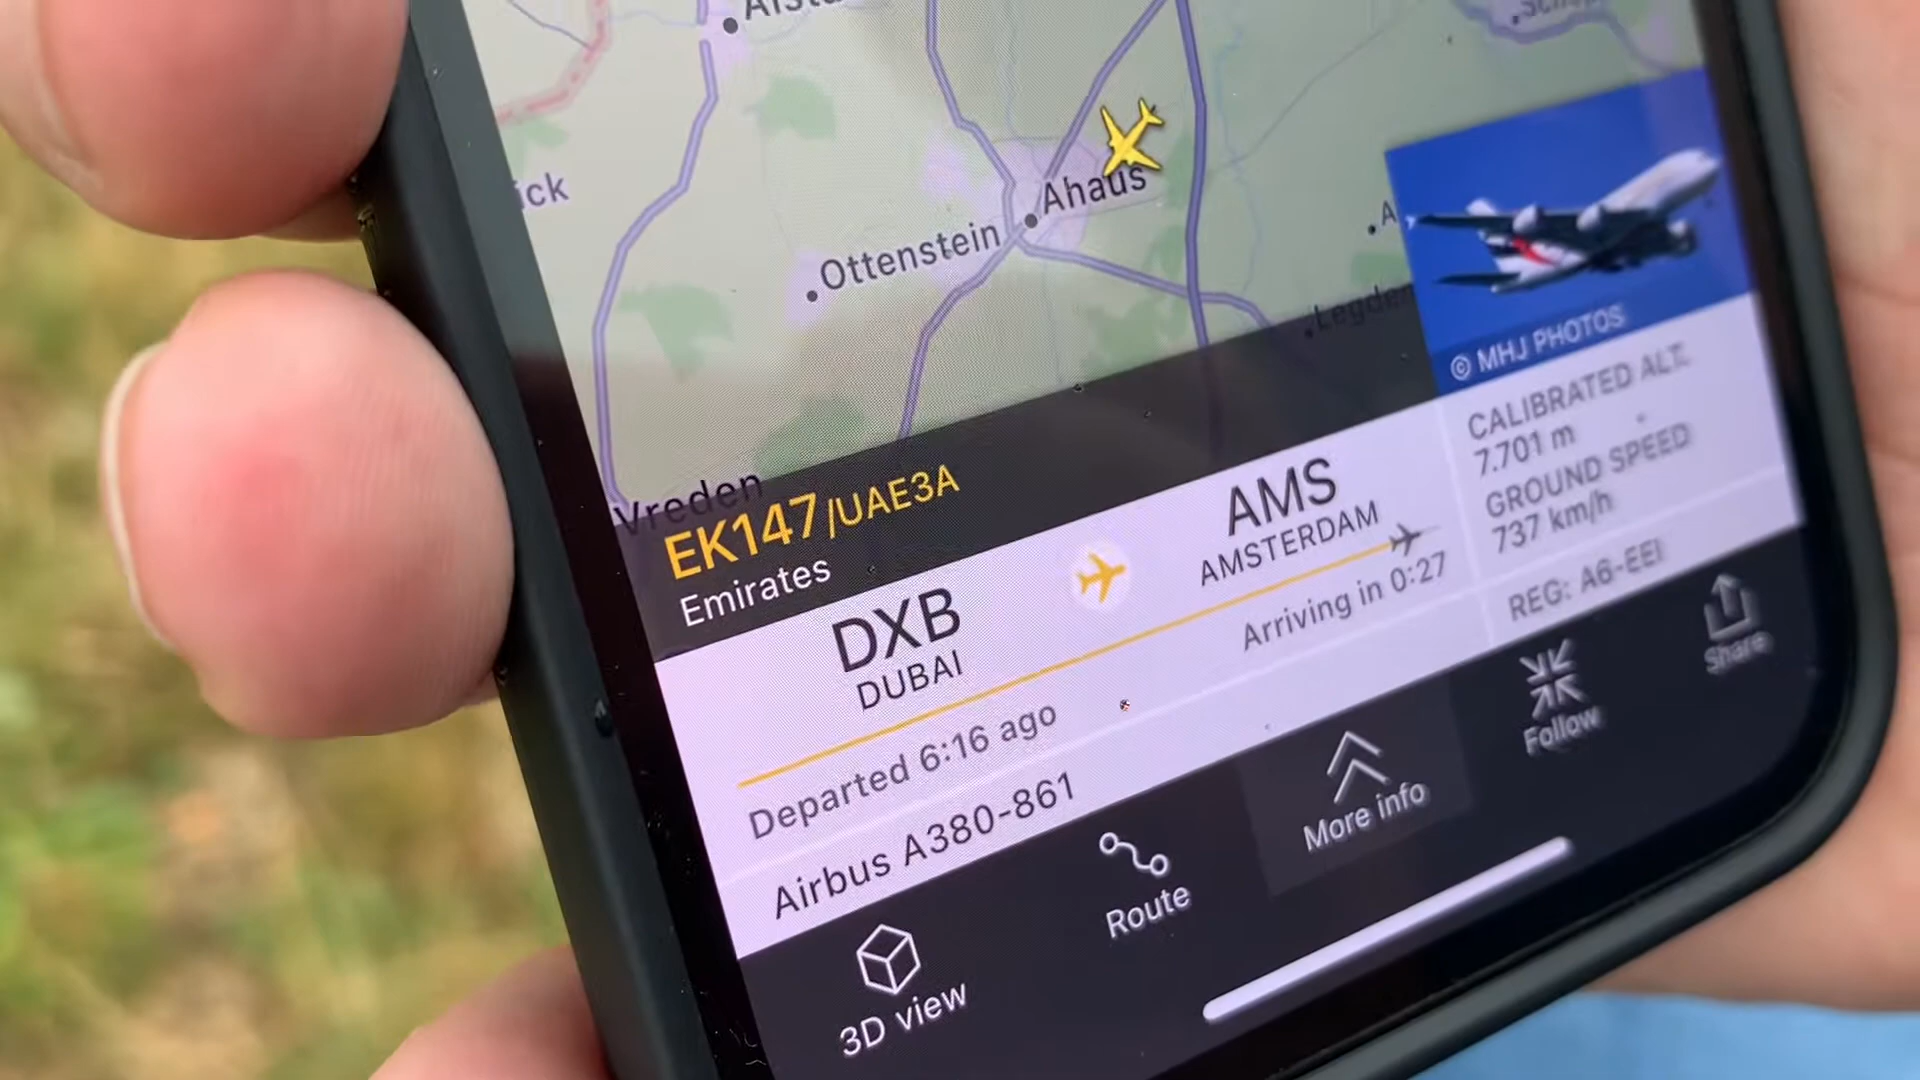 Ahaus
Ottenstein
Legden
Vreden
© MHJ PHOTOS
EK147/UAE3A
Emirates
DXB
DUBAI
AMS
AMSTERDAM
Departed 6:16 ago
Arriving in 0:27
Airbus A380-861
CALIBRATED ALT.
7.701 m
GROUND SPEED
737 km/h
REG: A6-EEI
3D view
Route
More info
Follow
Share